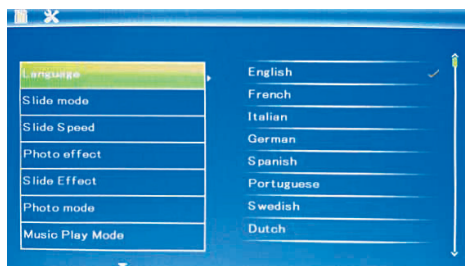 Language
Slide mode
Slide Speed
Photo effect
Slide Effect
Photo mode
Music Play Mode
English
French
Italian
German
Spanish
Portuguese
Swedish
Dutch